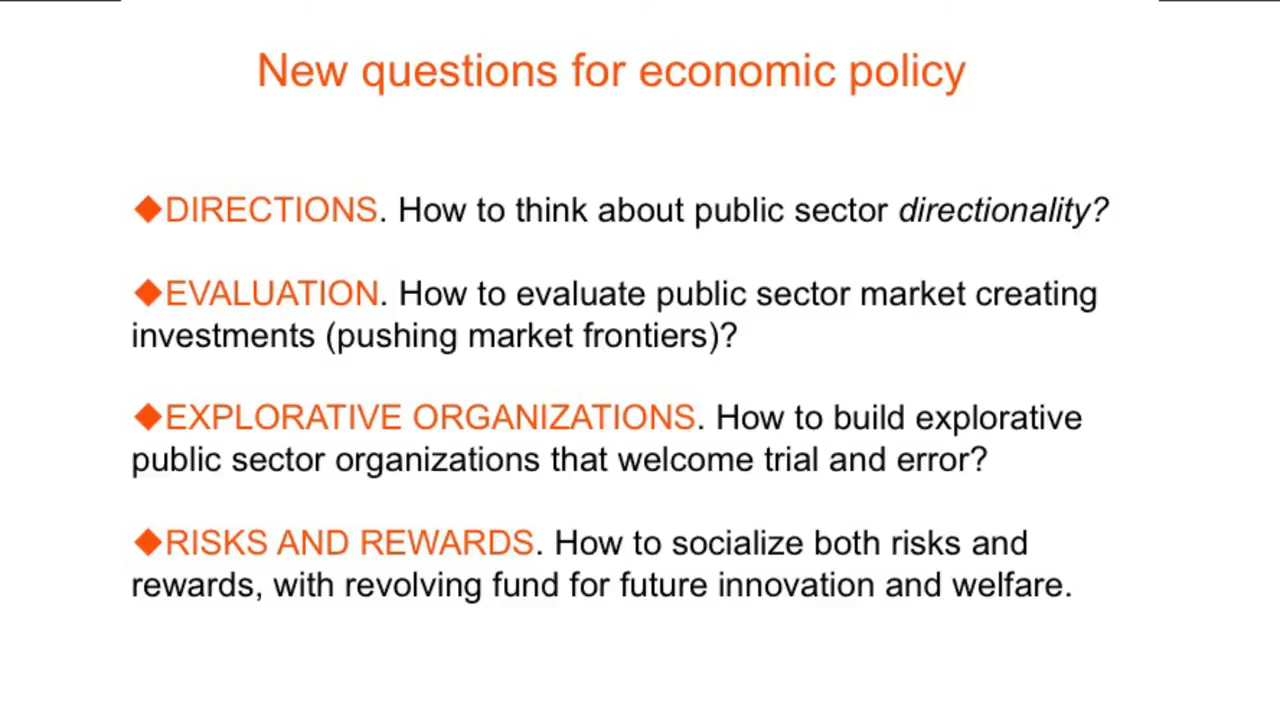 New questions for economic policy
◆DIRECTIONS. How to think about public sector directionality?
◆EVALUATION. How to evaluate public sector market creating
investments (pushing market frontiers)?
◆EXPLORATIVE ORGANIZATIONS. How to build explorative
public sector organizations that welcome trial and error?
◆RISKS AND REWARDS. How to socialize both risks and
rewards, with revolving fund for future innovation and welfare.